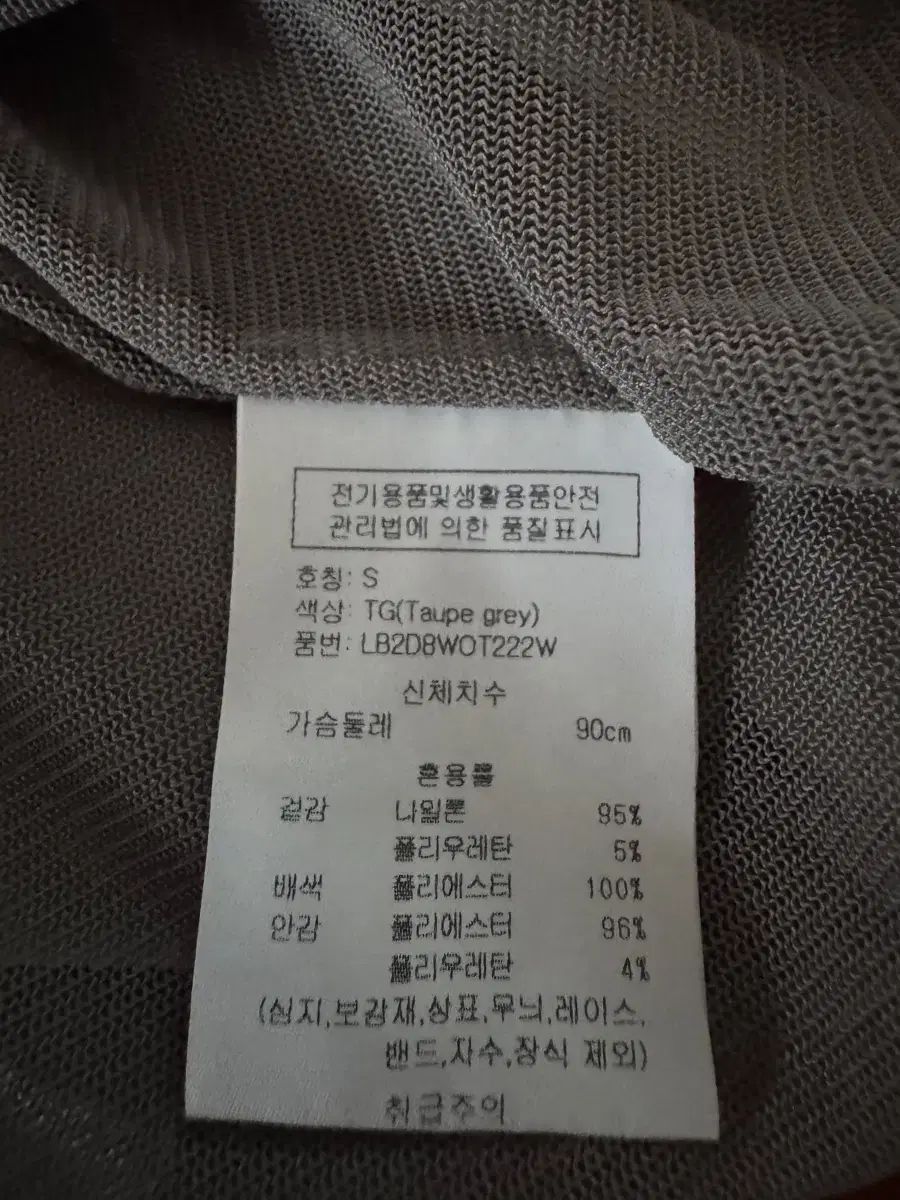 전기용품및생활용품안전
관리법에 의한 품질표시
호칭: S
색상: TG(Taupe grey)
품번: LB2D8WOT222W
신체치수
가슴둘레 90cm
혼용률
겉감 나일론 95%
폴리우레탄 5%
배색 폴리에스터 100%
안감 폴리에스터 96%
폴리우레탄 4%
(심지,보강재,상표,무늬,레이스,
밴드,자수,장식 제외)
취급주의